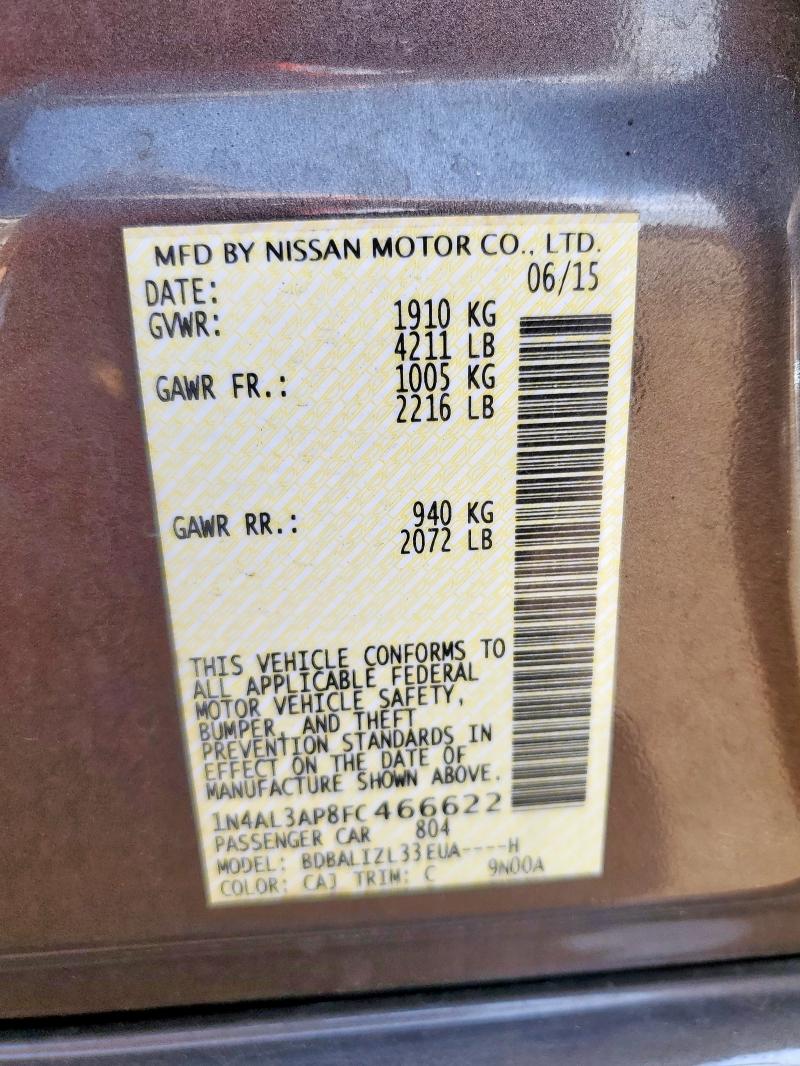 MFD BY NISSAN MOTOR CO., LTD.
DATE: 06/15
GVWR: 1910 KG
4211 LB
GAWR FR.: 1005 KG
2216 LB
GAWR RR.: 940 KG
2072 LB
THIS VEHICLE CONFORMS TO
ALL APPLICABLE FEDERAL
MOTOR VEHICLE SAFETY,
BUMPER, AND THEFT
PREVENTION STANDARDS IN
EFFECT ON THE DATE OF
MANUFACTURE SHOWN ABOVE.
1N4AL3AP8FC466622
PASSENGER CAR 804
MODEL: BDBALIZL33EUA----H
COLOR: CAJ TRIM: C 9N00A